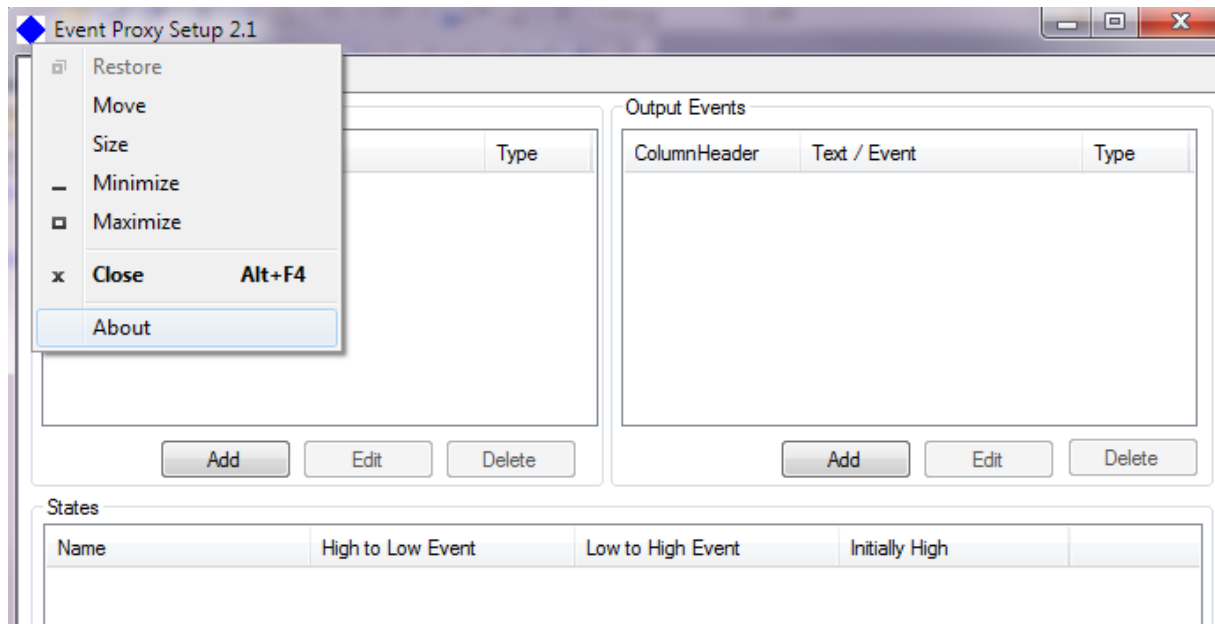 Event Proxy Setup 2.1
Restore
Move
Size
Minimize
Maximize
Close Alt+F4
About
Type
Add Edit Delete
Output Events
ColumnHeader Text / Event Type
Add Edit Delete
States
Name High to Low Event Low to High Event Initially High